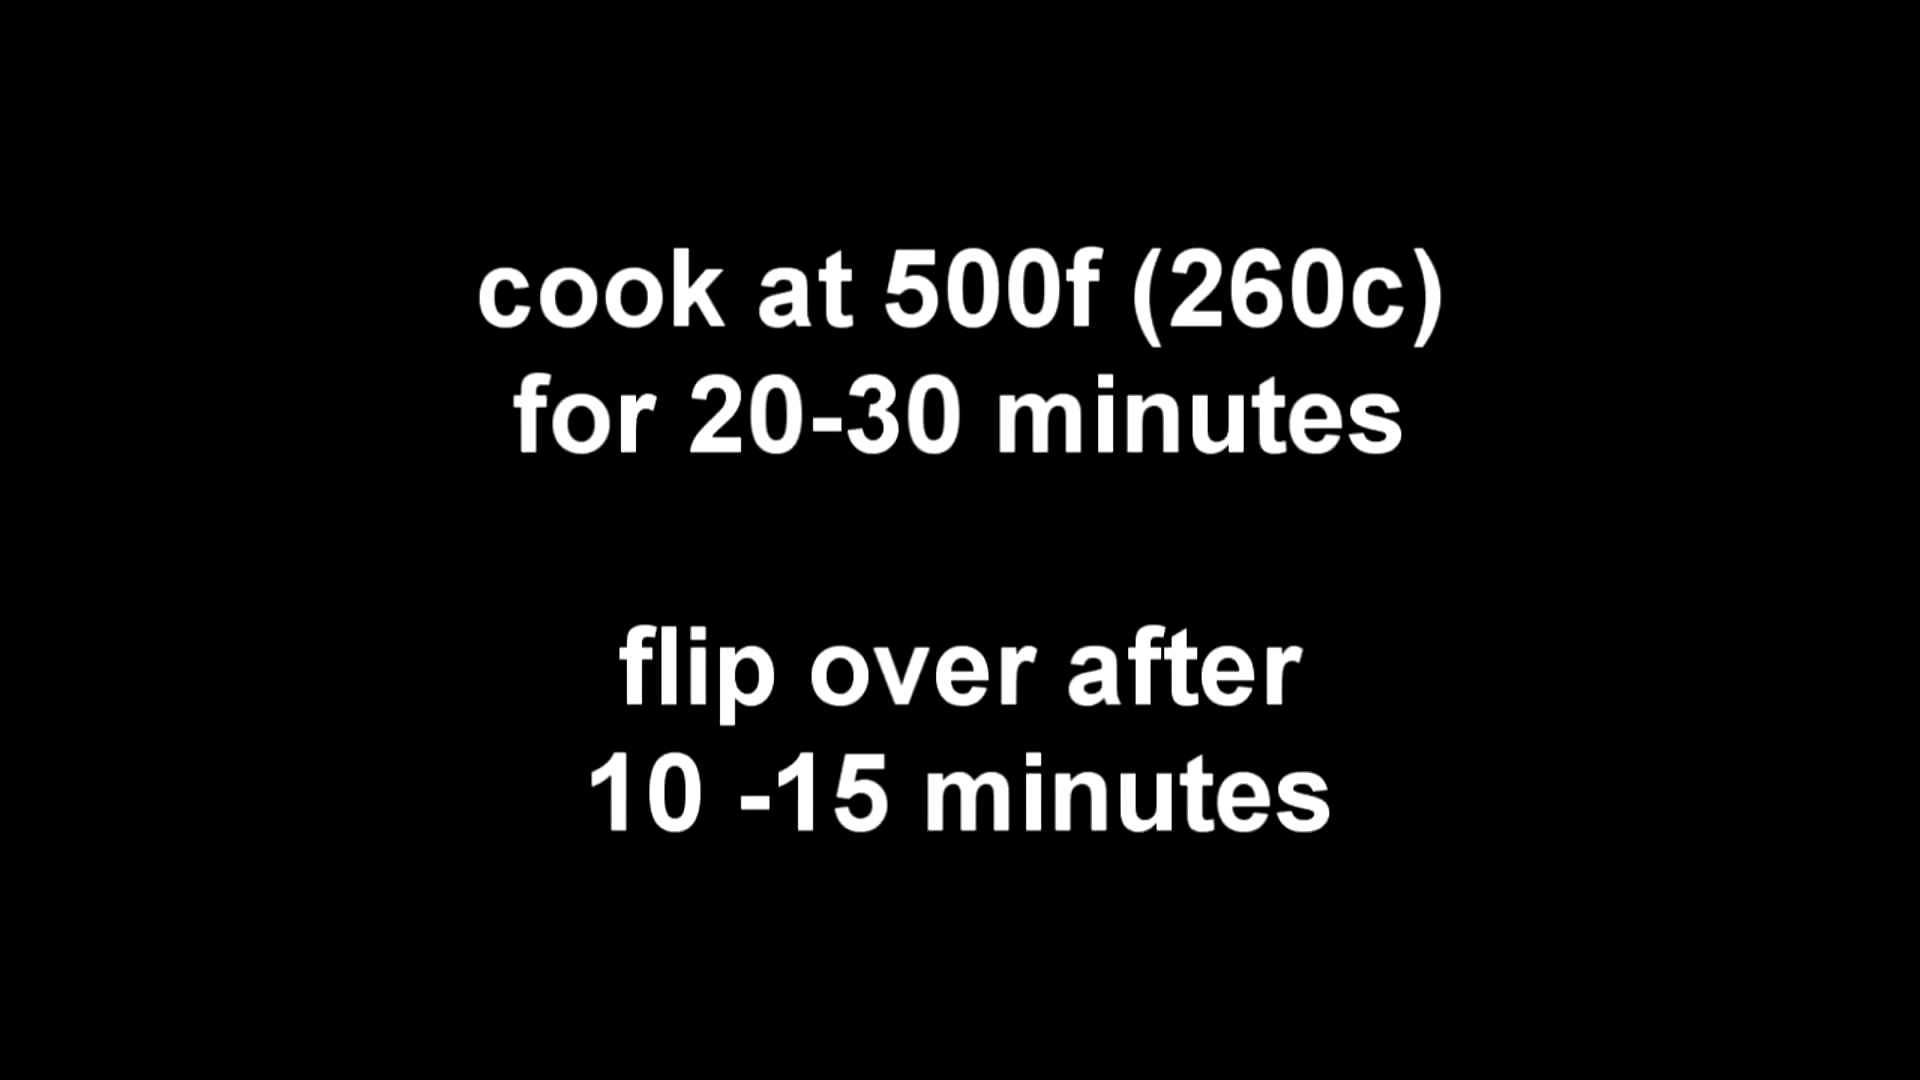 cook at 500f (260c)
for 20-30 minutes
flip over after
10 -15 minutes